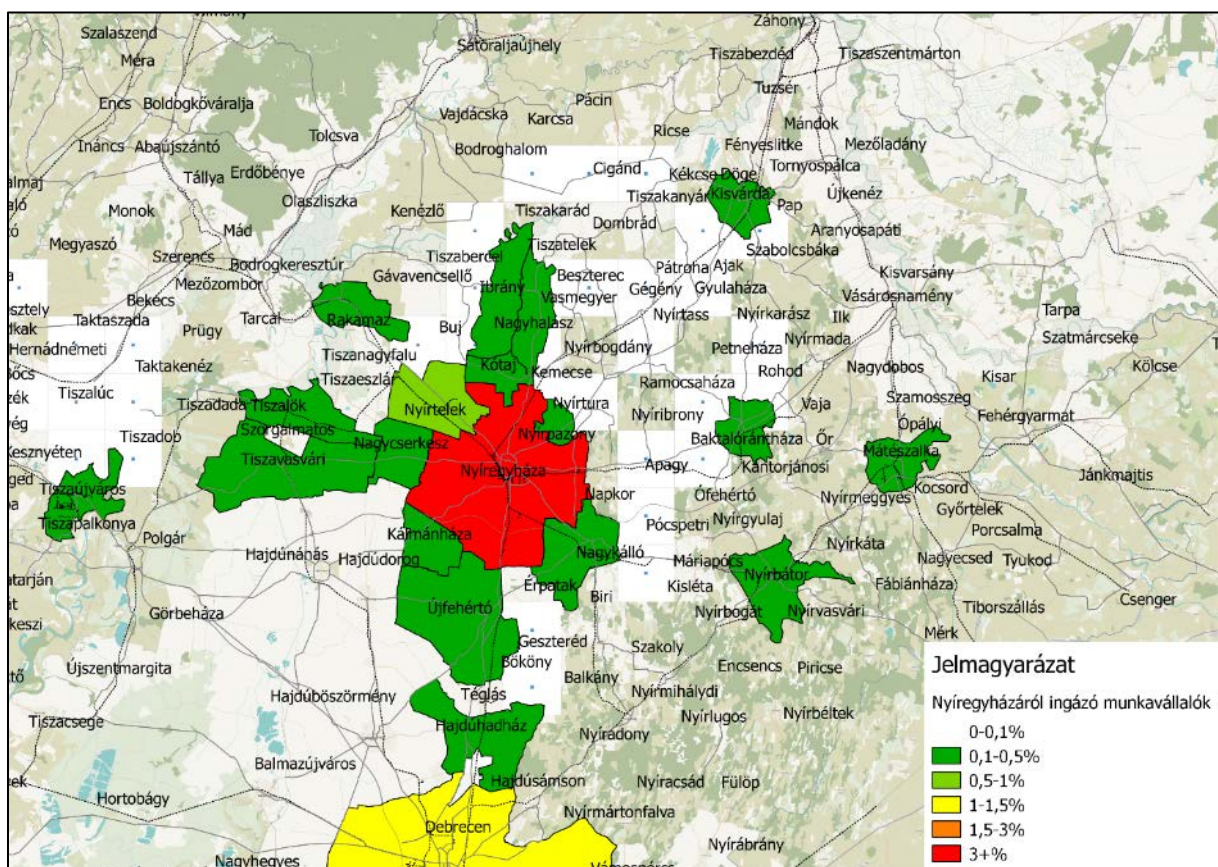 Szalaszend
Záhony
Sátoraljaújhely
Tiszabezdéd
Tiszaszentmárton
Méra
Tuzsér
Encs
Boldogkőváralja
Pácin
Vajdácska
Karcsa
Mándok
Tolcsva
Ricse
Fényeslitke
Mezőladány
Ináncs
Abaújszántó
Bodroghalom
Tornyospálca
Cigánd
Tállya
Erdőbénye
Kékcse
Döge
Újkenéz
Tiszakanyár
Kisvárda
Pap
Monok
Olaszliszka
Kenézlő
Tiszakarád
Dombrád
Aranyosapáti
Mád
Megyaszó
Tiszatelek
Szabolcsbáka
Szerencs
Bodrogkeresztúr
Tiszabercel
Pátroha
Ajak
Gávavencsellő
Beszterec
Kisvarsány
Mezőzombor
Ibrány
Gégény
Gyulaháza
Bekécs
Vasmegyer
Vásárosnamény
Taktaszada
Tarcal
Rakamaz
Nagyhalász
Nyírtass
Nyírkarász
Ilk
Tarpa
Prügy
Buj
Nyírmada
Szatmárcseke
Hernádnémeti
Nyírbogdány
Petneháza
Tiszanagyfalu
Kótaj
Kemecse
Rohod
Nagydobos
Kölcse
Bőcs
Taktakenéz
Tiszaeszlár
Ramocsaháza
Kisar
Tiszalúc
Tiszadada
Tiszalök
Nyírtelek
Nyírtura
Vaja
Szamosszeg
Nyíribrony
Fehérgyarmat
Szorgalmatos
Nyírpazony
Ópályi
Tiszadob
Nagycserkesz
Baktalórántháza
Őr
Kesznyéten
Tiszavasvári
Mátészalka
Nyíregyháza
Apagy
Kántorjánosi
Jánkmajtis
Tiszaújváros
Kocsord
Napkor
Ófehértó
Nyírmeggyes
Győrtelek
Tiszapalkonya
Pócspetri
Nyírgyulaj
Porcsalma
Polgár
Kálmánháza
Nyírkáta
Hajdúnánás
Hajdúdorog
Nagykálló
Máriapócs
Nagyecsed
Tyukod
Nyírbátor
Fábiánháza
Érpatak
Kisléta
Csenger
Görbeháza
Újfehértó
Biri
Nyírbogát
Nyírvasvári
Tiborszállás
Mérk
Geszteréd
Szakoly
Újszentmargita
Bököny
Encsencs
Piricse
Balkány
Hajdúböszörmény
Téglás
Nyírmihálydi
Tiszacsege
Nyírlugos
Nyírbéltek
Hajdúhadház
Nyíradony
Balmazújváros
Hajdúsámson
Nyíracsád
Fülöp
Hortobágy
Nyírmártonfalva
Debrecen
Nyírábrány
Nagyhegyes
Jelmagyarázat
Nyíregyházáról ingázó munkavállalók
0-0,1%
0,1-0,5%
0,5-1%
1-1,5%
1,5-3%
3+%